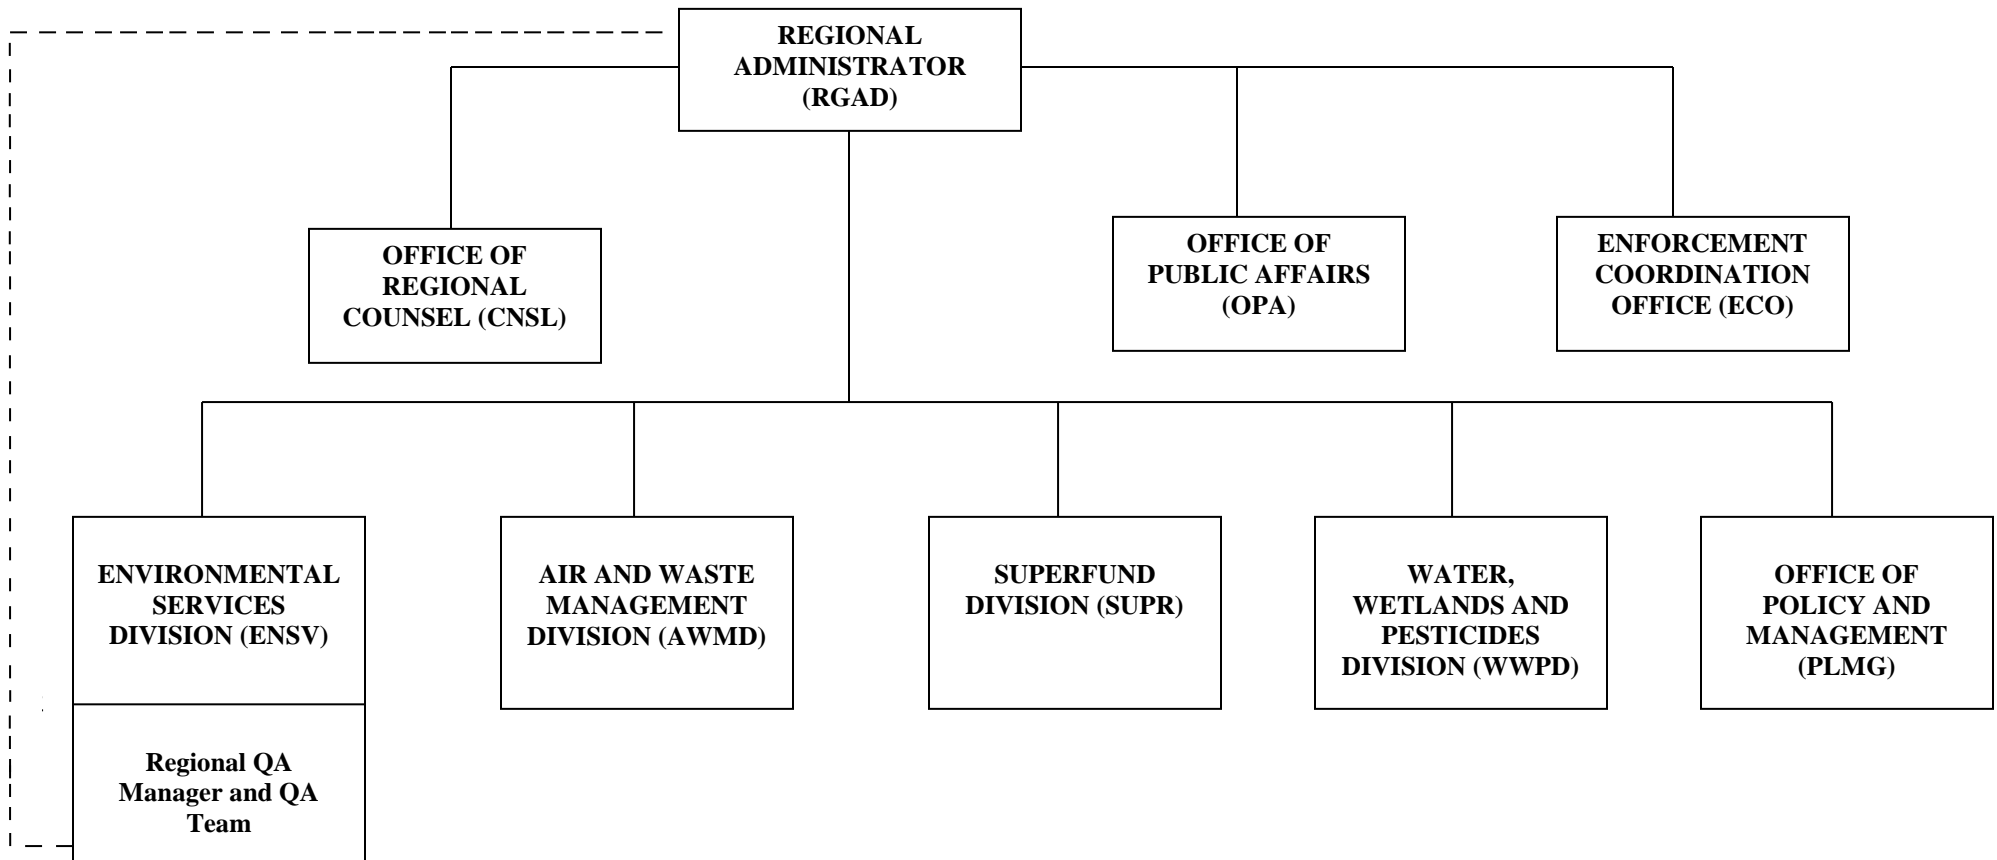 REGIONAL
ADMINISTRATOR
(RGAD)
OFFICE OF
REGIONAL
COUNSEL (CNSL)
OFFICE OF
PUBLIC AFFAIRS
(OPA)
ENFORCEMENT
COORDINATION
OFFICE (ECO)
ENVIRONMENTAL
SERVICES
DIVISION (ENSV)
AIR AND WASTE
MANAGEMENT
DIVISION (AWMD)
SUPERFUND
DIVISION (SUPR)
WATER,
WETLANDS AND
PESTICIDES
DIVISION (WWPD)
OFFICE OF
POLICY AND
MANAGEMENT
(PLMG)
Regional QA
Manager and QA
Team